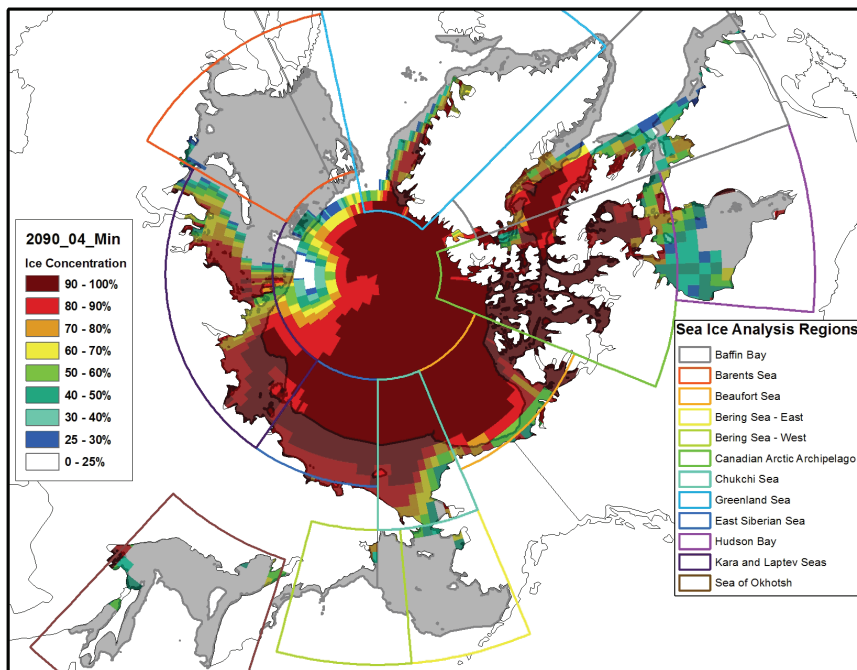 2090_04_Min
Ice Concentration
90 - 100%
80 - 90%
70 - 80%
60 - 70%
50 - 60%
40 - 50%
30 - 40%
25 - 30%
0 - 25%
Sea Ice Analysis Regions
Baffin Bay
Barents Sea
Beaufort Sea
Bering Sea - East
Bering Sea - West
Canadian Arctic Archipelago
Chukchi Sea
Greenland Sea
East Siberian Sea
Hudson Bay
Kara and Laptev Seas
Sea of Okhotsh